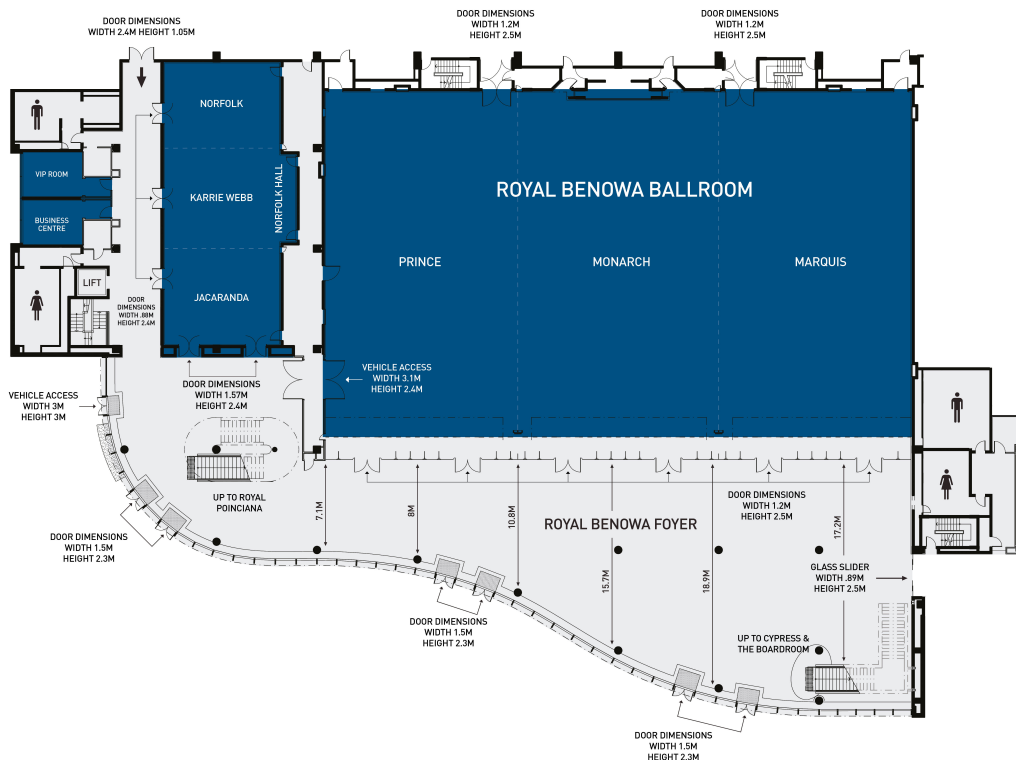 DOOR DIMENSIONS
WIDTH 2.4M HEIGHT 1.05M
DOOR DIMENSIONS
WIDTH 1.2M
HEIGHT 2.5M
DOOR DIMENSIONS
WIDTH 1.2M
HEIGHT 2.5M
NORFOLK
VIP ROOM
KARRIE WEBB
NORFOLK HALL
BUSINESS
CENTRE
ROYAL BENOWA BALLROOM
PRINCE
MONARCH
MARQUIS
LIFT
JACARANDA
DOOR
DIMENSIONS
WIDTH .88M
HEIGHT 2.4M
VEHICLE ACCESS
WIDTH 3.1M
HEIGHT 2.4M
DOOR DIMENSIONS
WIDTH 1.57M
HEIGHT 2.4M
VEHICLE ACCESS
WIDTH 3M
HEIGHT 3M
UP TO ROYAL
POINCIANA
7.1M
8M
10.8M
15.7M
18.9M
17.2M
DOOR DIMENSIONS
WIDTH 1.2M
HEIGHT 2.5M
ROYAL BENOWA FOYER
DOOR DIMENSIONS
WIDTH 1.5M
HEIGHT 2.3M
GLASS SLIDER
WIDTH .89M
HEIGHT 2.5M
DOOR DIMENSIONS
WIDTH 1.5M
HEIGHT 2.3M
UP TO CYPRESS &
THE BOARDROOM
DOOR DIMENSIONS
WIDTH 1.5M
HEIGHT 2.3M